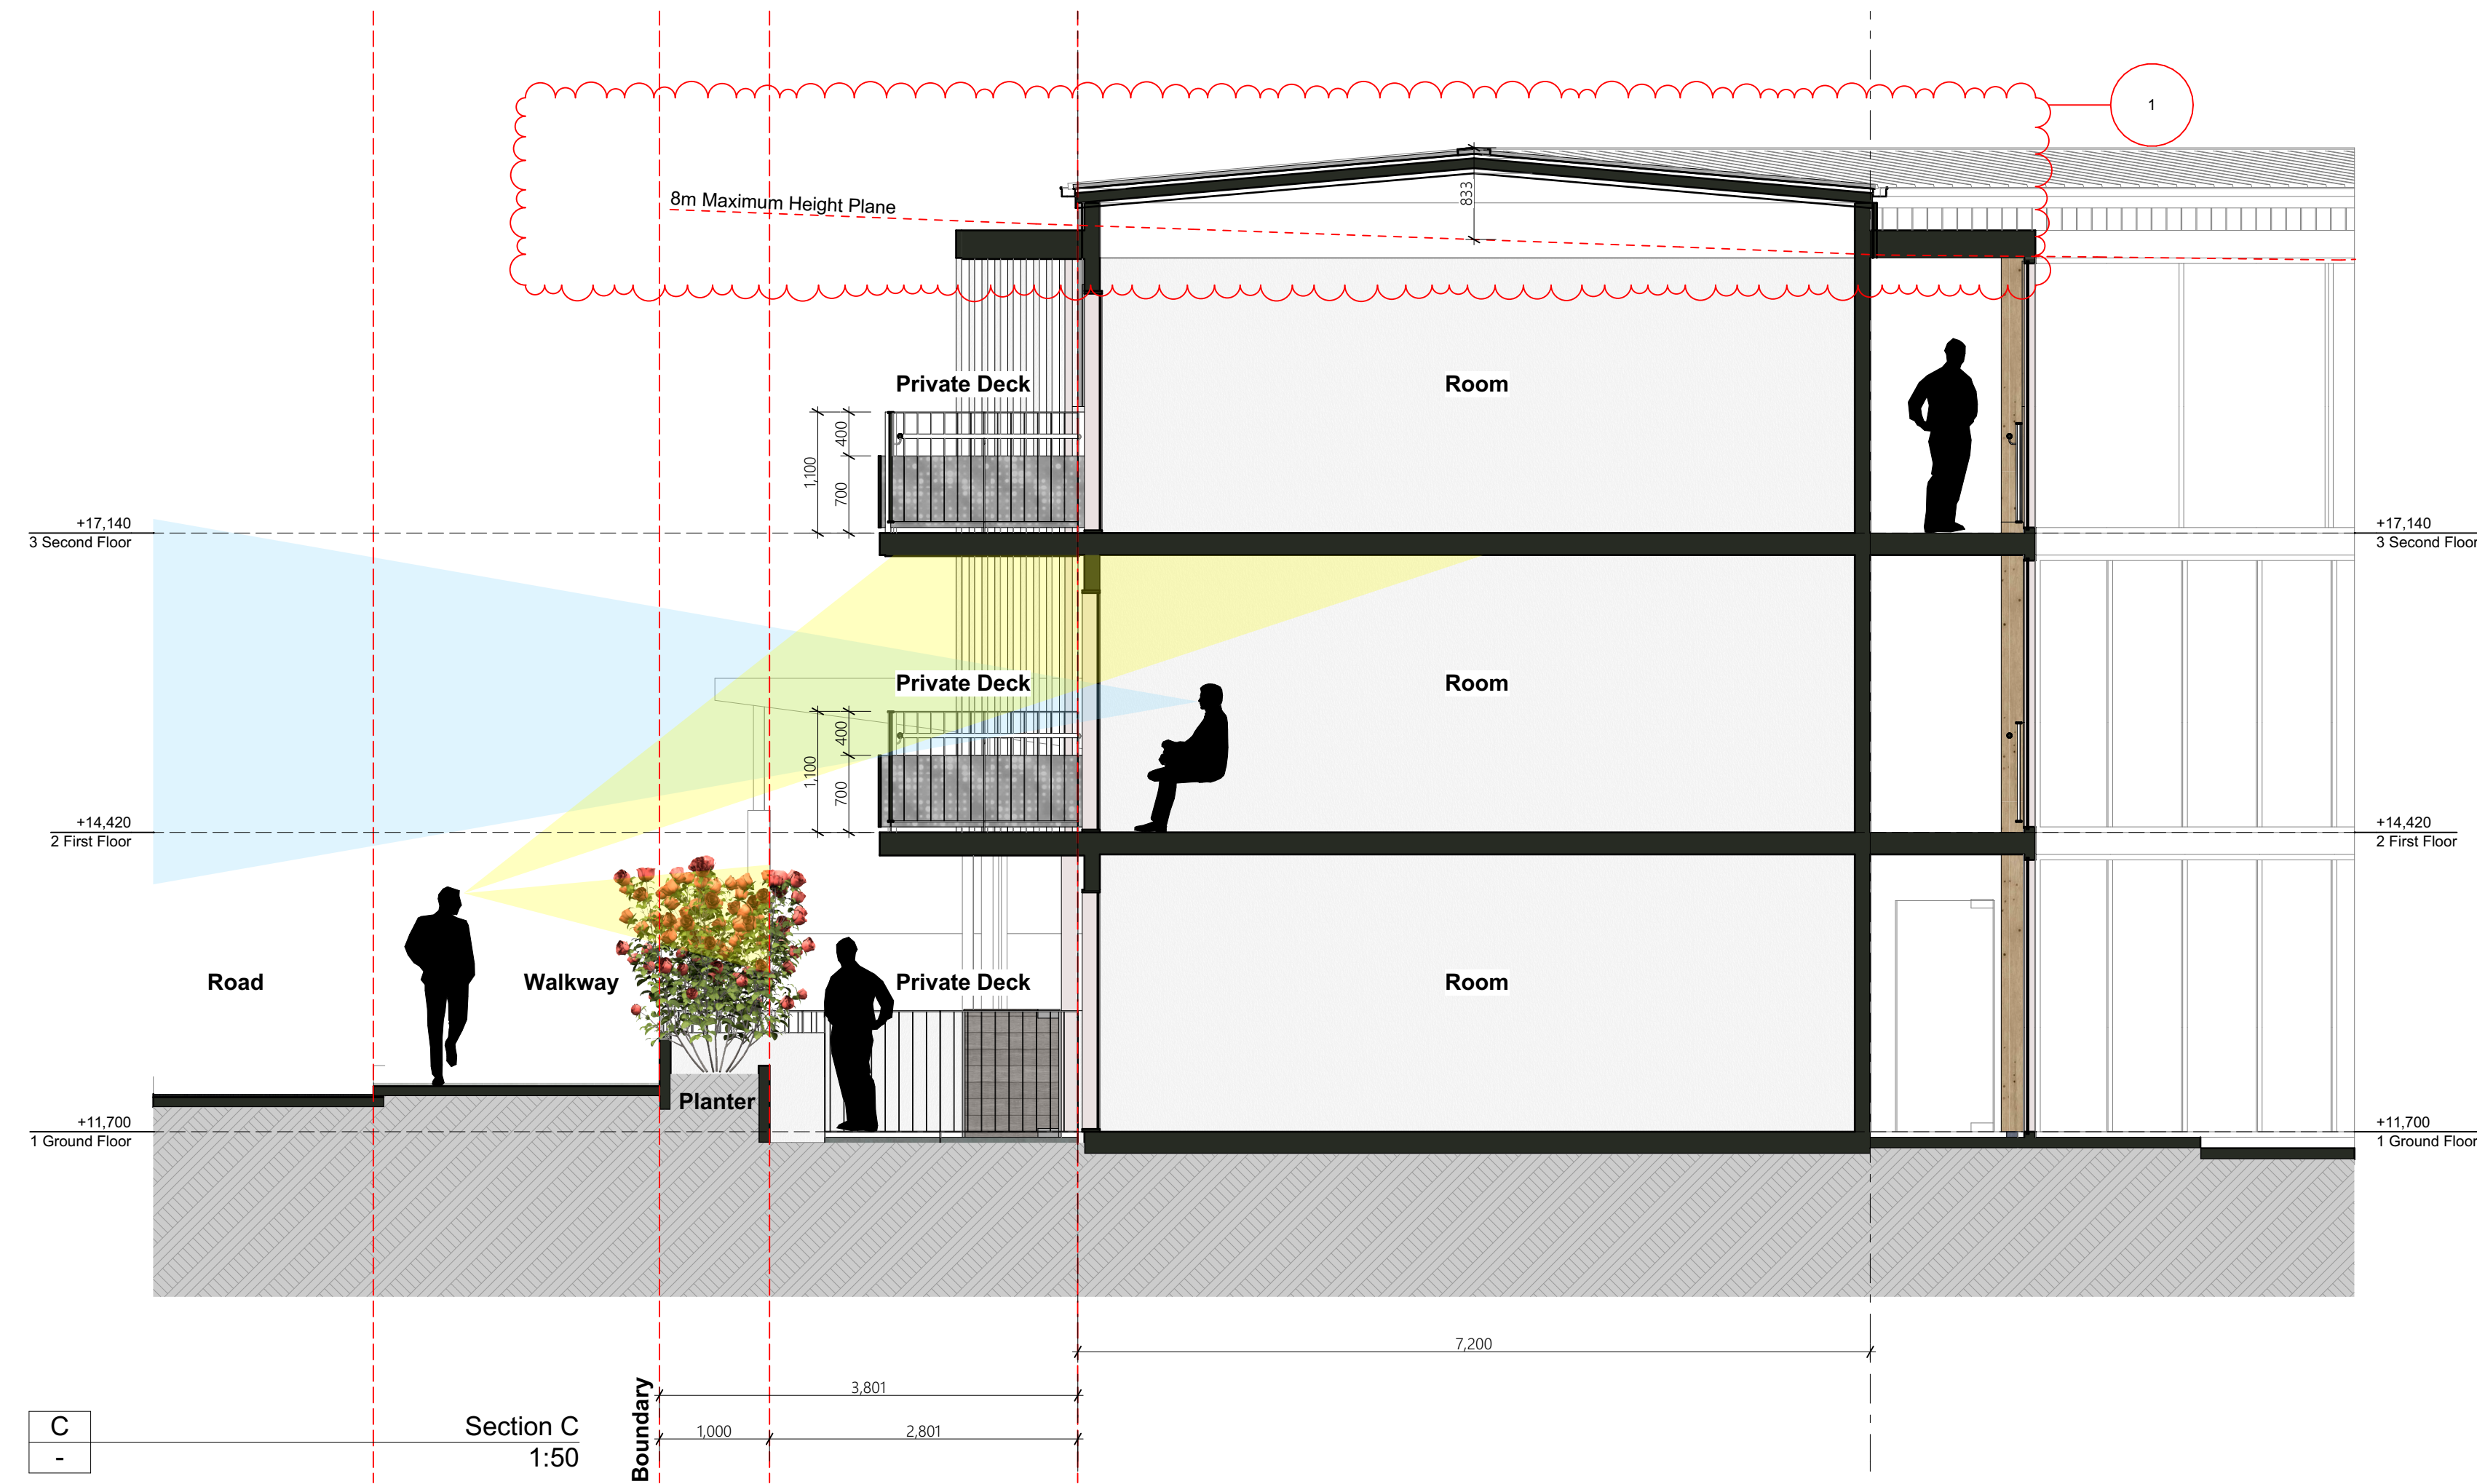 1
8m Maximum Height Plane
833
Private Deck
Room
400
1,100
700
+17,140
3 Second Floor
+17,140
3 Second Floor
Private Deck
Room
400
1,100
700
+14,420
2 First Floor
+14,420
2 First Floor
Road
Walkway
Private Deck
Room
Planter
+11,700
1 Ground Floor
+11,700
1 Ground Floor
7,200
3,801
1,000
2,801
Boundary
C
-
Section C
1:50